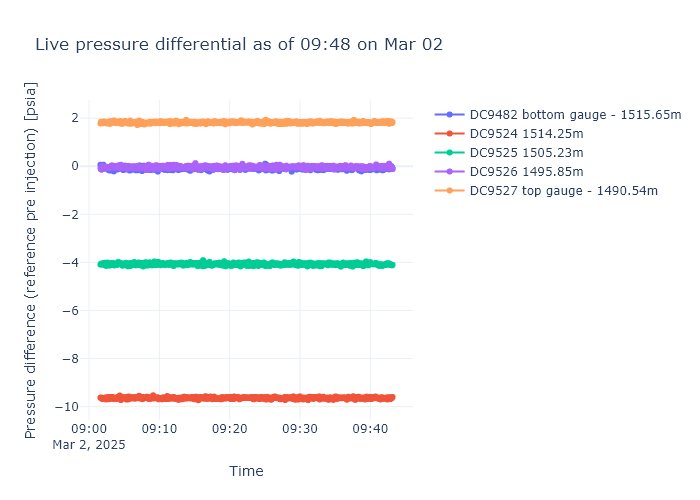 Live pressure differential as of 09:48 on Mar 02
Pressure difference (reference pre injection) [psia]
2
0
−2
−4
−6
−8
−10
09:00
Mar 2, 2025
09:10
09:20
09:30
09:40
Time
DC9482 bottom gauge - 1515.65m
DC9524 1514.25m
DC9525 1505.23m
DC9526 1495.85m
DC9527 top gauge - 1490.54m